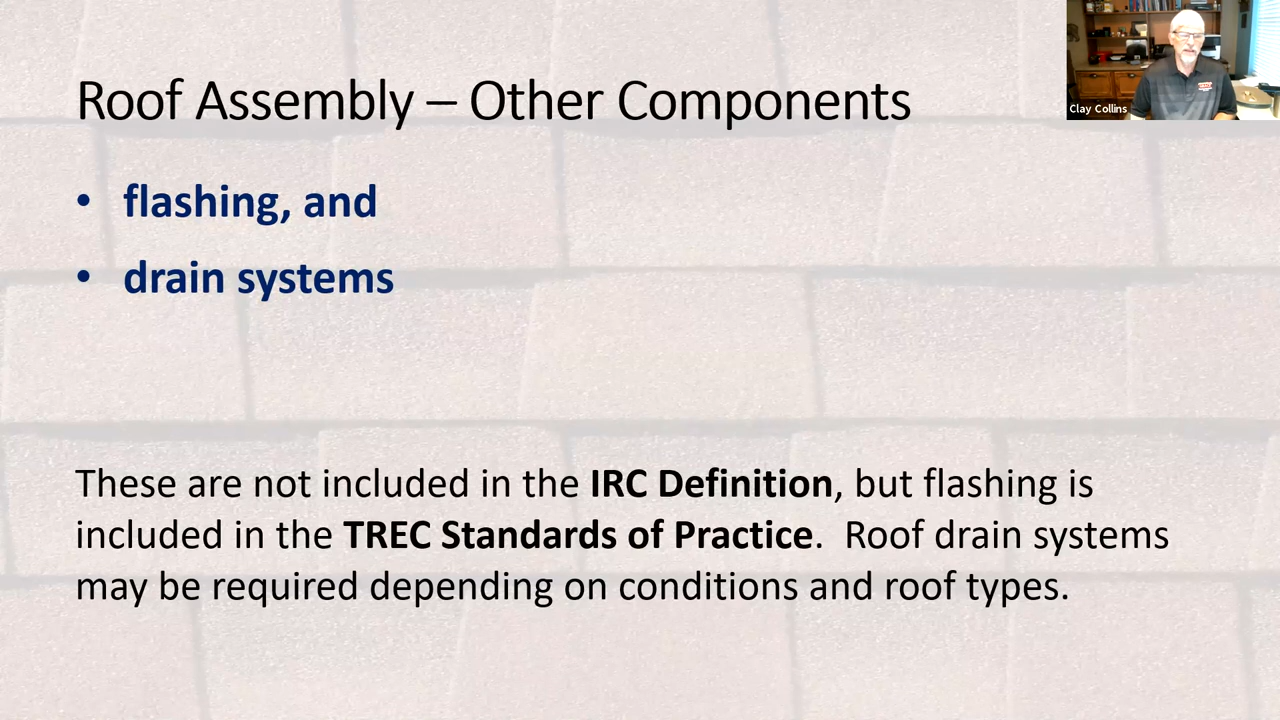 Roof Assembly – Other Components
Clay Collins
• flashing, and
• drain systems
These are not included in the IRC Definition, but flashing is
included in the TREC Standards of Practice.  Roof drain systems
may be required depending on conditions and roof types.